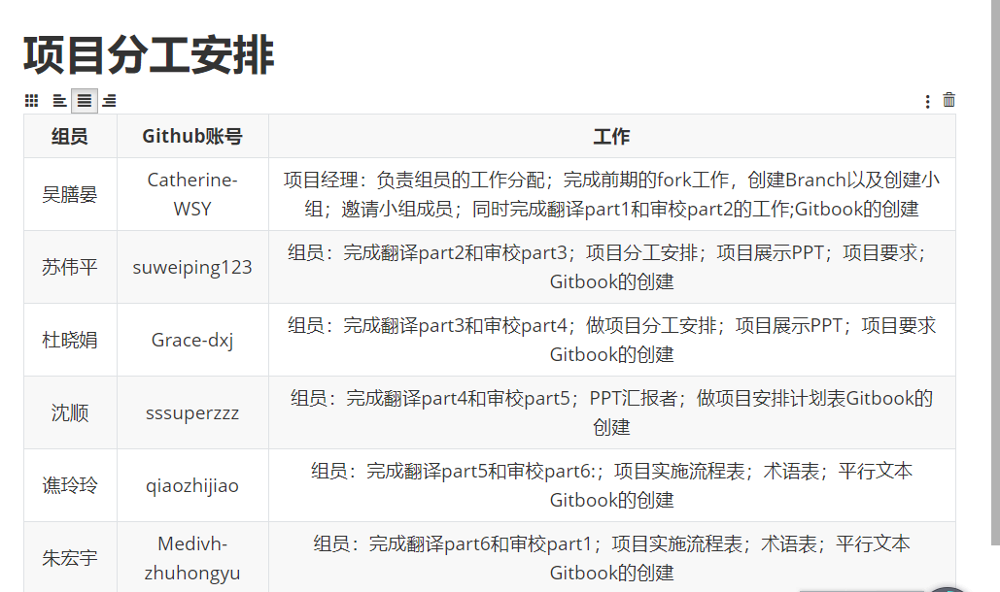 项目分工安排
组员 Github账号 工作
吴膳晏 Catherine-WSY 项目经理：负责组员的工作分配；完成前期的fork工作，创建Branch以及创建小
组；邀请小组成员；同时完成翻译part1和审校part2的工作;Gitbook的创建
苏伟平 suweiping123 组员：完成翻译part2和审校part3；项目分工安排；项目展示PPT；项目要求；
Gitbook的创建
杜晓娟 Grace-dxj 组员：完成翻译part3和审校part4；做项目分工安排；项目展示PPT；项目要求
Gitbook的创建
沈顺 sssuperzzz 组员：完成翻译part4和审校part5；PPT汇报者；做项目安排计划表Gitbook的
创建
谯玲玲 qiaozhijiao 组员：完成翻译part5和审校part6:；项目实施流程表；术语表；平行文本
Gitbook的创建
朱宏宇 Medivh-zhuhongyu 组员：完成翻译part6和审校part1；项目实施流程表；术语表；平行文本
Gitbook的创建